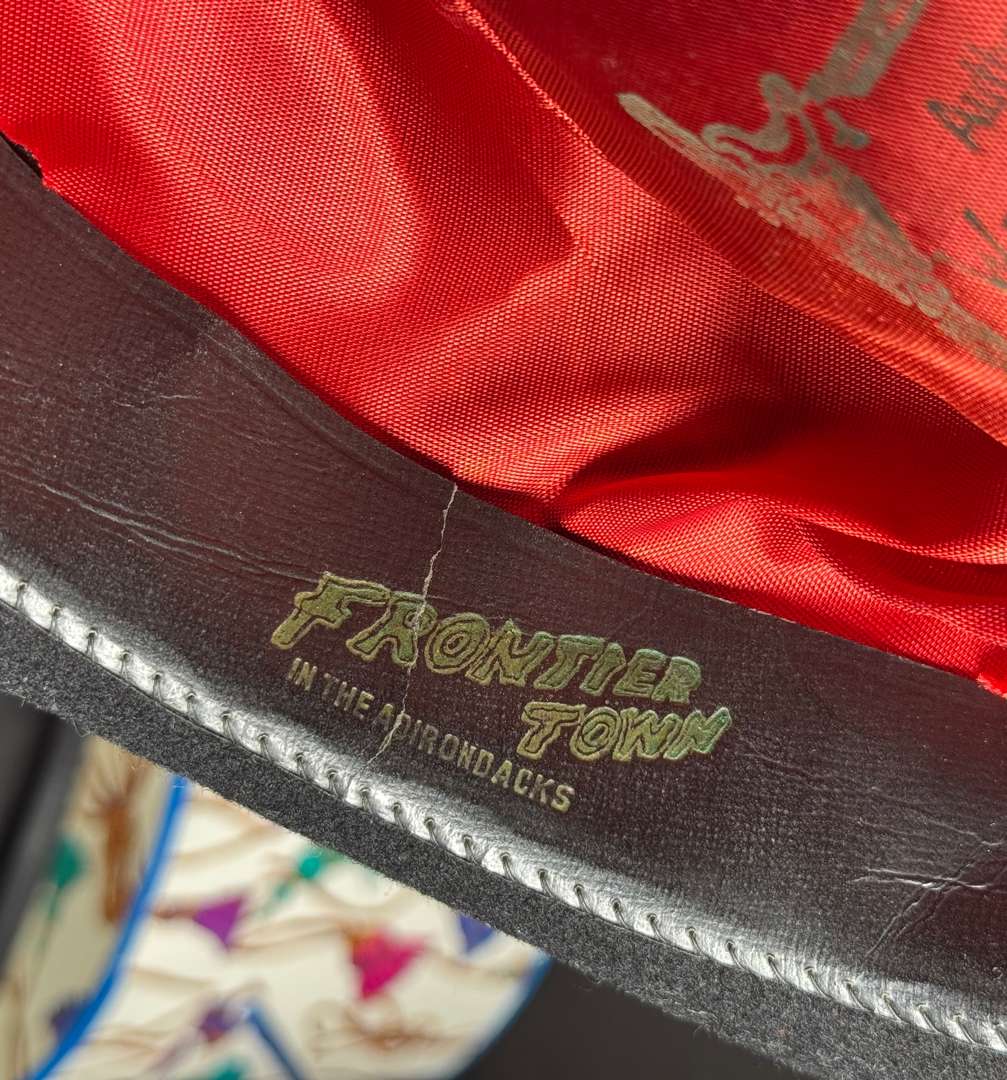 FRONTIER
TOWN
IN THE ADIRONDACKS